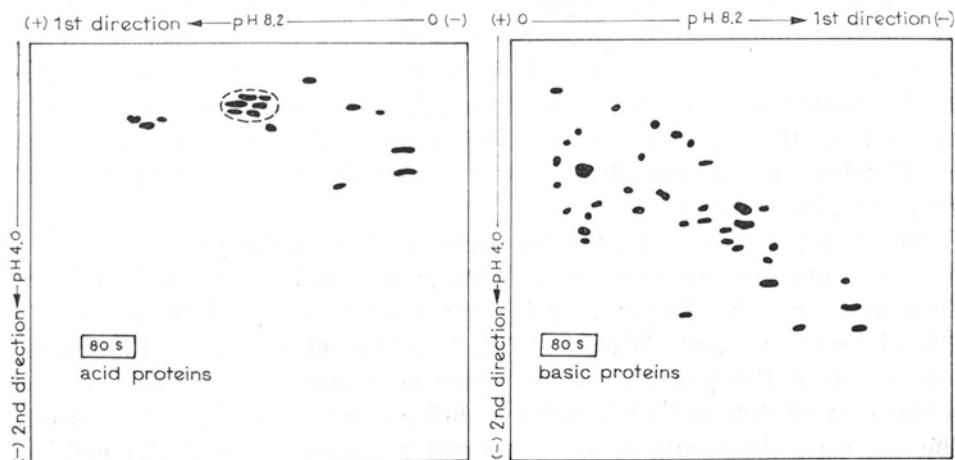 (+) 1st direction ← pH 8,2 0 (−)
(−) 2nd direction ← pH 4,0
80 S
acid proteins
(+) 0 pH 8.2 → 1st direction (−)
(−) 2nd direction ← pH 4,0
80 S
basic proteins